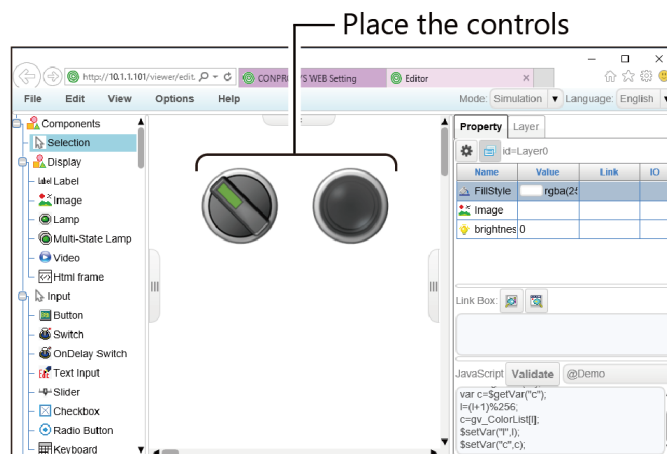 Place the controls
http://10.1.1.101/viewer/edit.
CONPRO
'S WEB Setting
Editor
File Edit View Options Help
Mode: Simulation Language: English
Components
Selection
Display
Label
Image
Lamp
Multi-State Lamp
Video
Html frame
Input
Button
Switch
OnDelay Switch
Text Input
Slider
Checkbox
Radio Button
Keyboard
Property Layer
id=Layer0
Name Value Link IO
FillStyle rgba(25
Image
brightnes 0
Link Box:
JavaScript Validate @Demo
var c=$getVar("c");
l=(l+1)%256;
c=gv_ColorList[l];
$setVar("l",l);
$setVar("c",c);